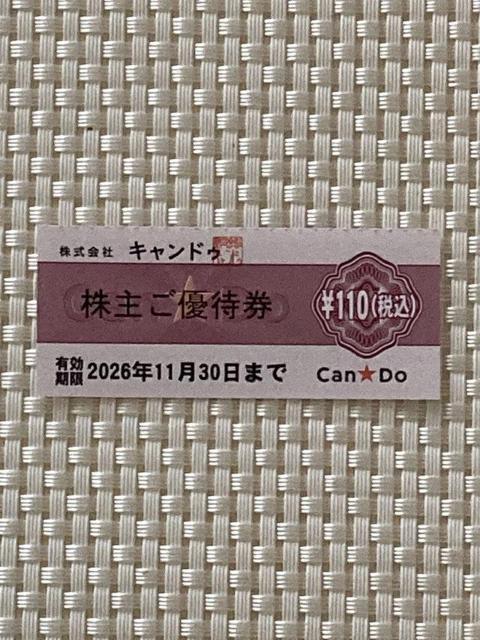 株式会社 キャンドゥ
株主ご優待券
¥110(税込)
有効期限 2026年11月30日まで
Can★Do